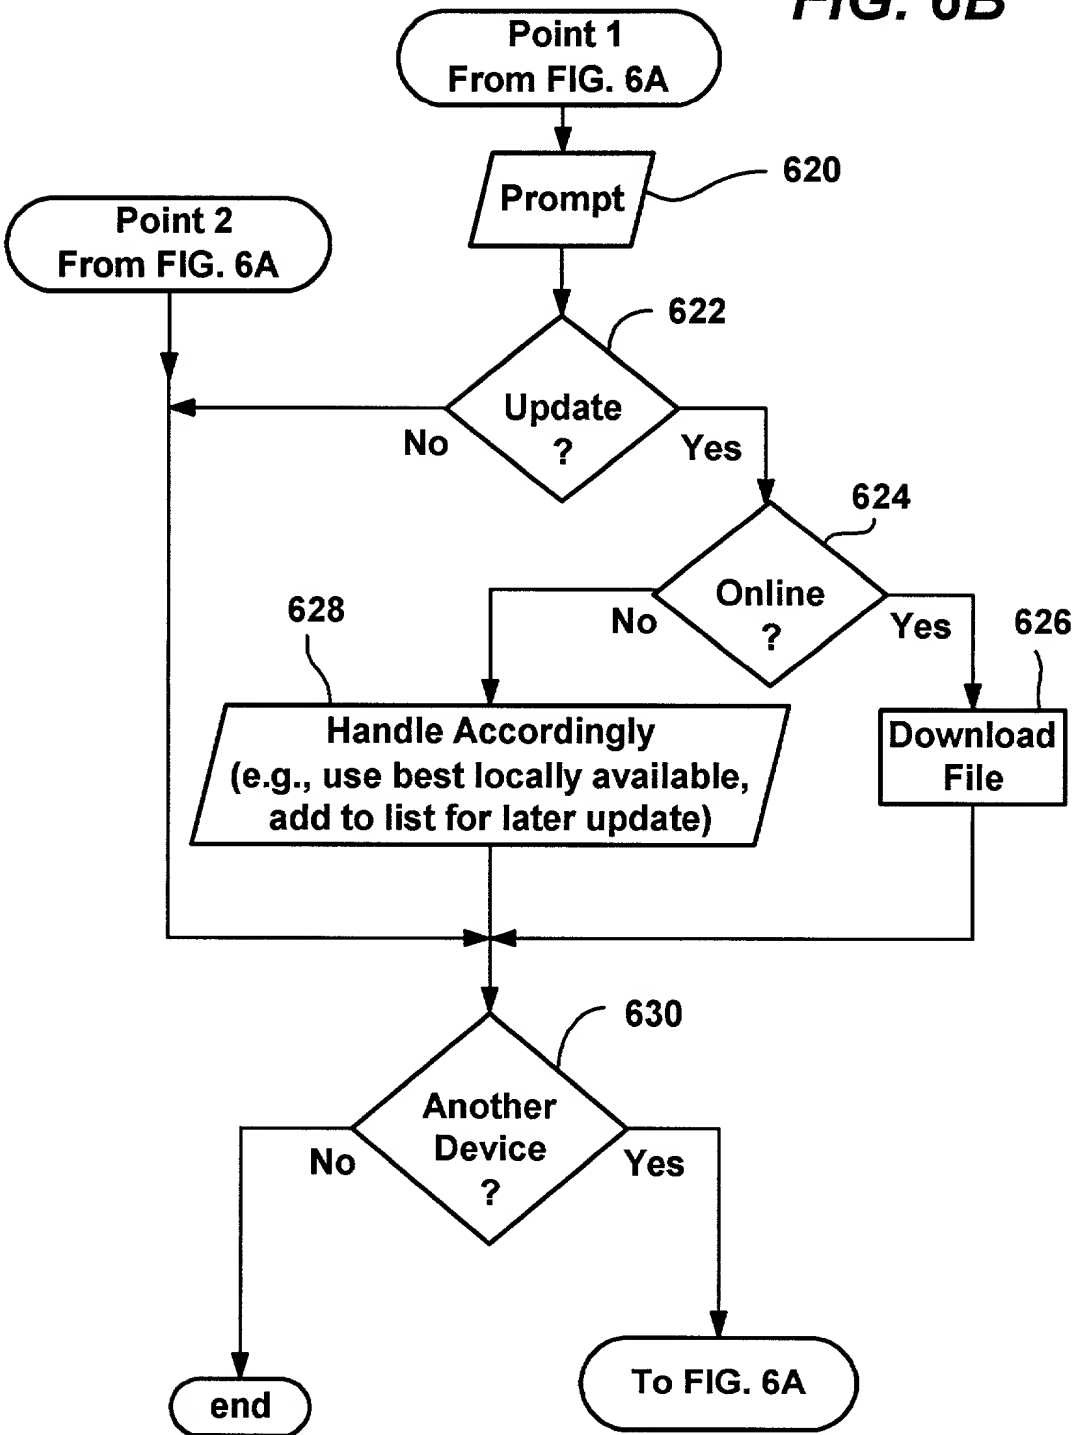 FIG. 6B
Point 1
From FIG. 6A
620
Prompt
Point 2
From FIG. 6A
622
Update
?
No
Yes
624
Online
?
No
Yes
628
626
Handle Accordingly
(e.g., use best locally available,
add to list for later update)
Download
File
630
Another
Device
?
No
Yes
To FIG. 6A
end